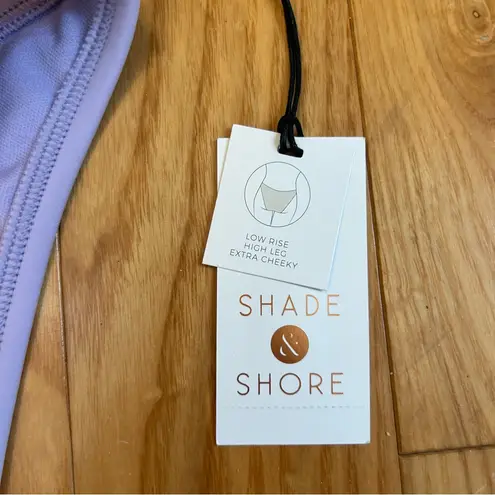 LOW RISE
HIGH LEG
EXTRA CHEEKY
SHADE
&
SHORE